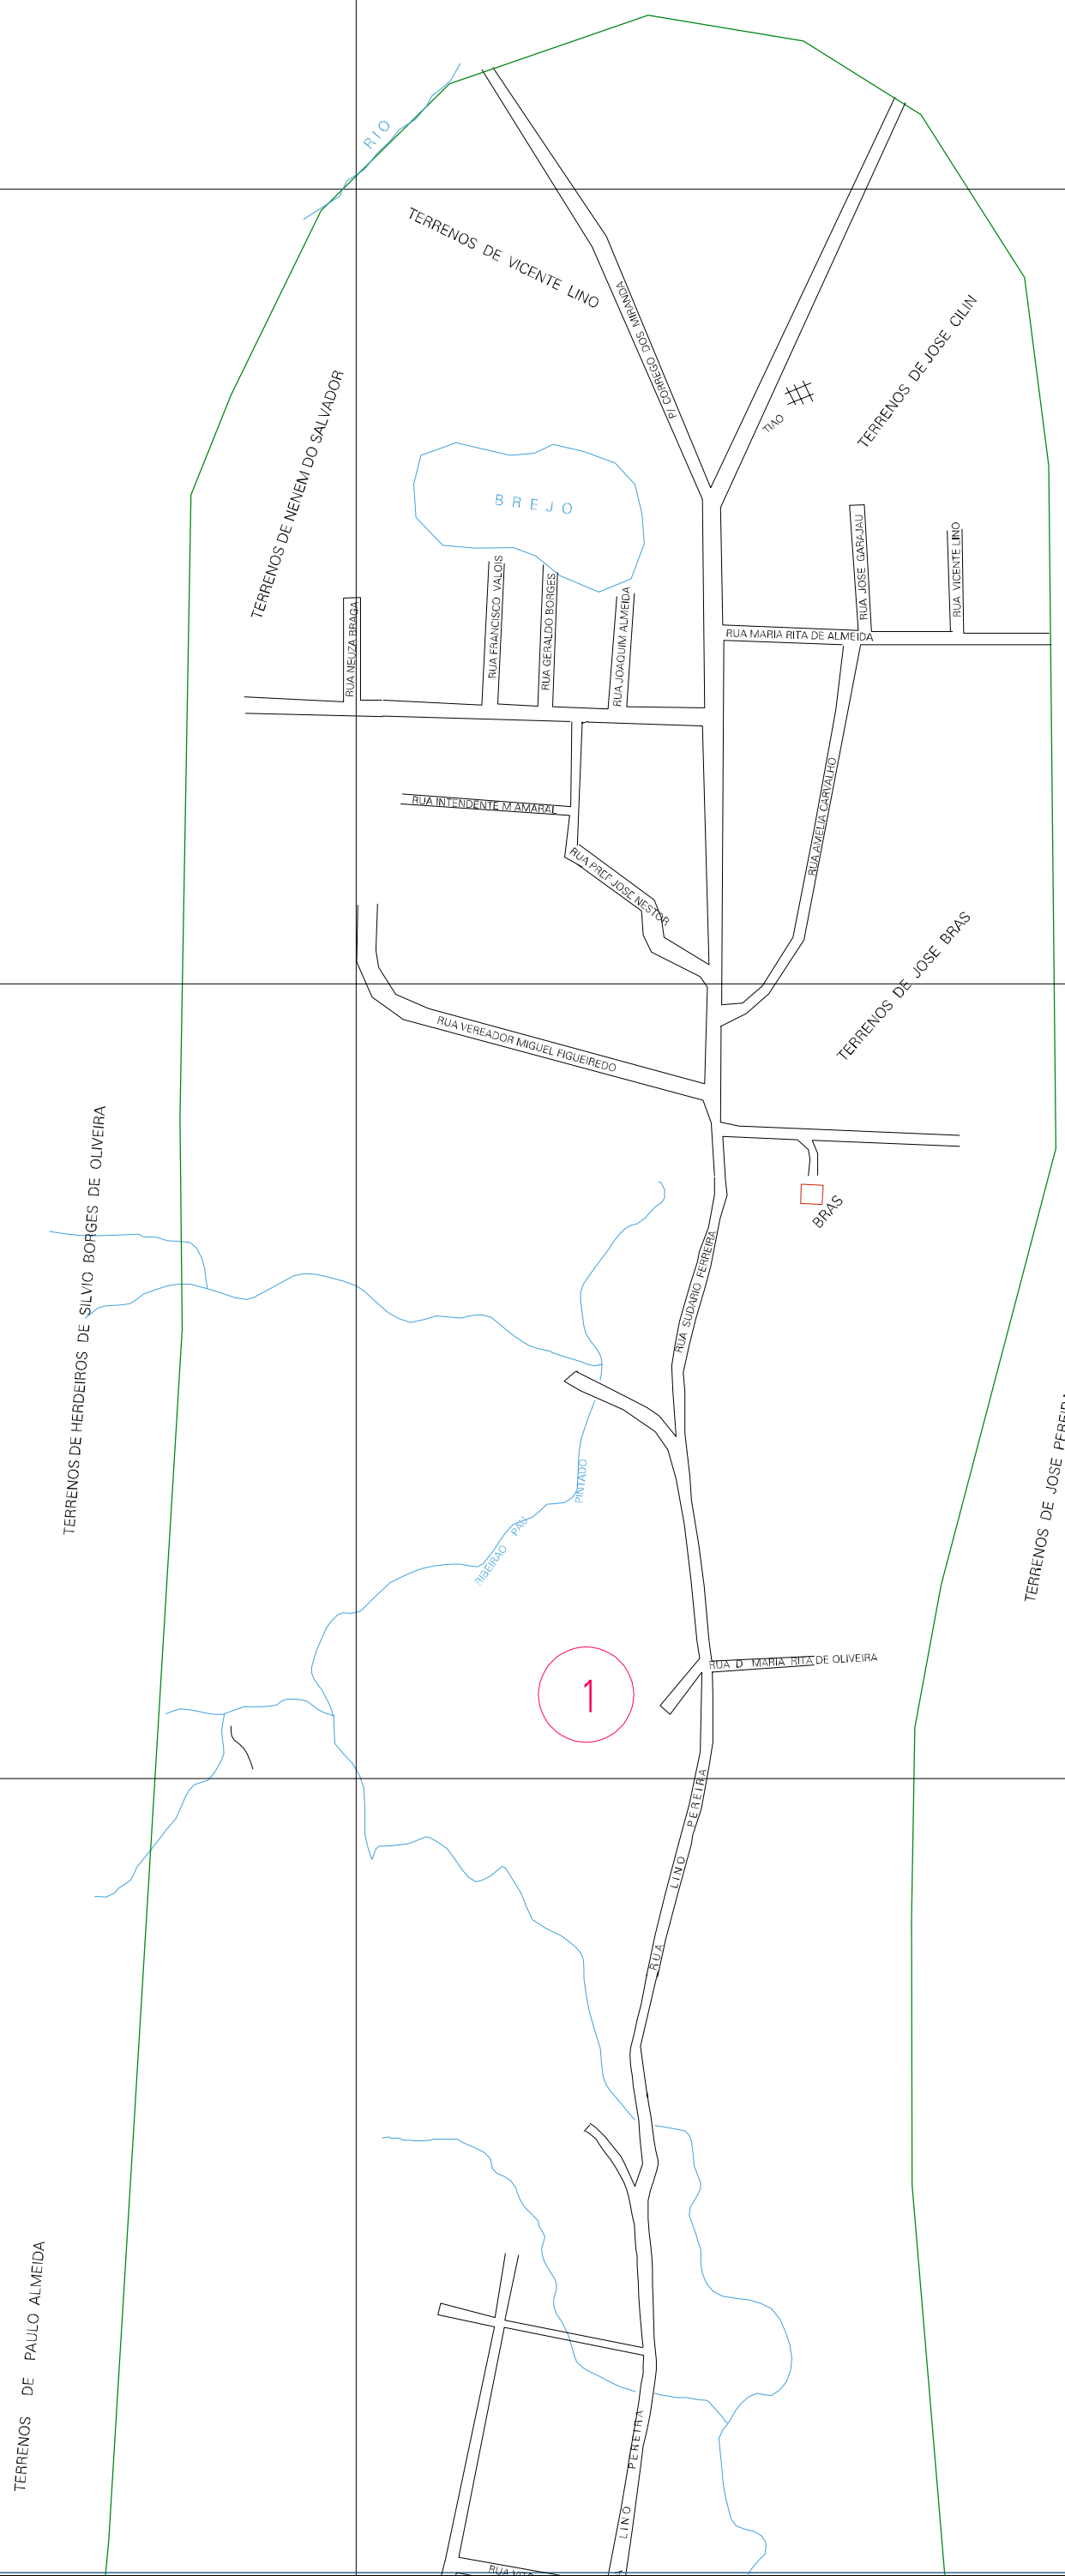 RIO
TERRENOS DE VICENTE LINO
P/ CORREGO DOS MIRANDA
TERRENOS DE JOSE CILIN
TIAO
TERRENOS DE NENEM DO SALVADOR
BREJO
RUA JOSE GARAJAU
RUA VICENTE LINO
RUA NEUZA BRAGA
RUA FRANCISCO VALOIS
RUA GERALDO BORGES
RUA JOAQUIM ALMEIDA
RUA MARIA RITA DE ALMEIDA
RUA INTENDENTE M AMARAL
RUA AMELIA CARVALHO
RUA PREF JOSE NESTOR
TERRENOS DE JOSE BRAS
RUA VEREADOR MIGUEL FIGUEIREDO
TERRENOS DE HERDEIROS DE SILVIO BORGES DE OLIVEIRA
BRAS
RUA SUDARIO FERREIRA
TERRENOS DE JOSE
RIBEIRAO PAU PINTADO
RUA D MARIA RITA DE OLIVEIRA
1
RUA LINO PEREIRA
TERRENOS DE PAULO ALMEIDA
LINO PEREIRA
RUA